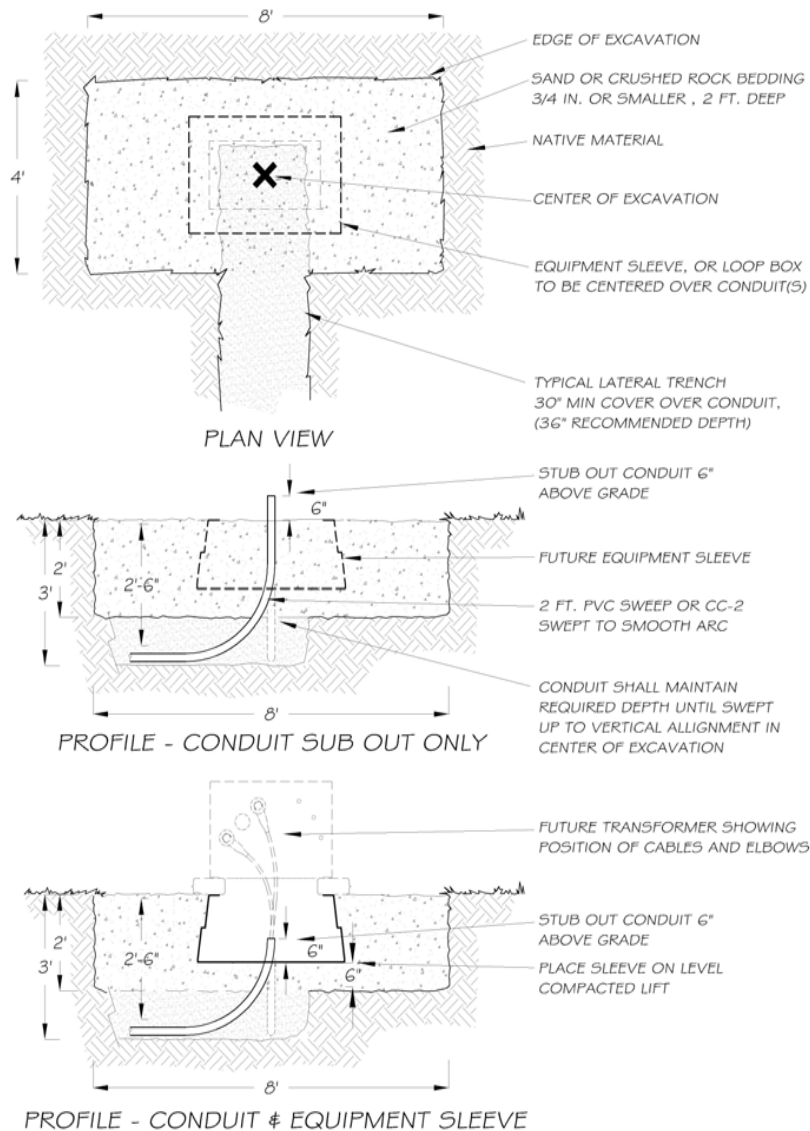 8'
EDGE OF EXCAVATION
SAND OR CRUSHED ROCK BEDDING
3/4 IN. OR SMALLER , 2 FT. DEEP
NATIVE MATERIAL
4'
CENTER OF EXCAVATION
EQUIPMENT SLEEVE, OR LOOP BOX
TO BE CENTERED OVER CONDUIT(S)
TYPICAL LATERAL TRENCH
30" MIN COVER OVER CONDUIT,
(36" RECOMMENDED DEPTH)
PLAN VIEW
STUB OUT CONDUIT 6"
ABOVE GRADE
6"
FUTURE EQUIPMENT SLEEVE
2'
3'
2'-6"
2 FT. PVC SWEEP OR CC-2
SWEPT TO SMOOTH ARC
CONDUIT SHALL MAINTAIN
REQUIRED DEPTH UNTIL SWEPT
UP TO VERTICAL ALLIGNMENT IN
CENTER OF EXCAVATION
8'
PROFILE - CONDUIT SUB OUT ONLY
FUTURE TRANSFORMER SHOWING
POSITION OF CABLES AND ELBOWS
STUB OUT CONDUIT 6"
ABOVE GRADE
2'
3'
2'-6"
6"
6"
PLACE SLEEVE ON LEVEL
COMPACTED LIFT
8'
PROFILE - CONDUIT & EQUIPMENT SLEEVE